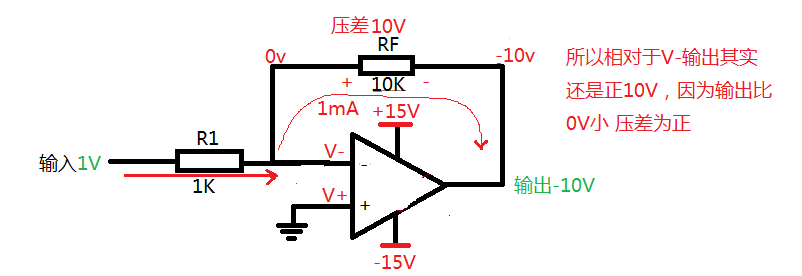 压差10V
0v
RF
-10v
+
-
10K
1mA
+15V
所以相对于V-输出其实
还是正10V，因为输出比
0V小 压差为正
R1
输入1V
V-
-
1K
V+
+
输出-10V
-15V